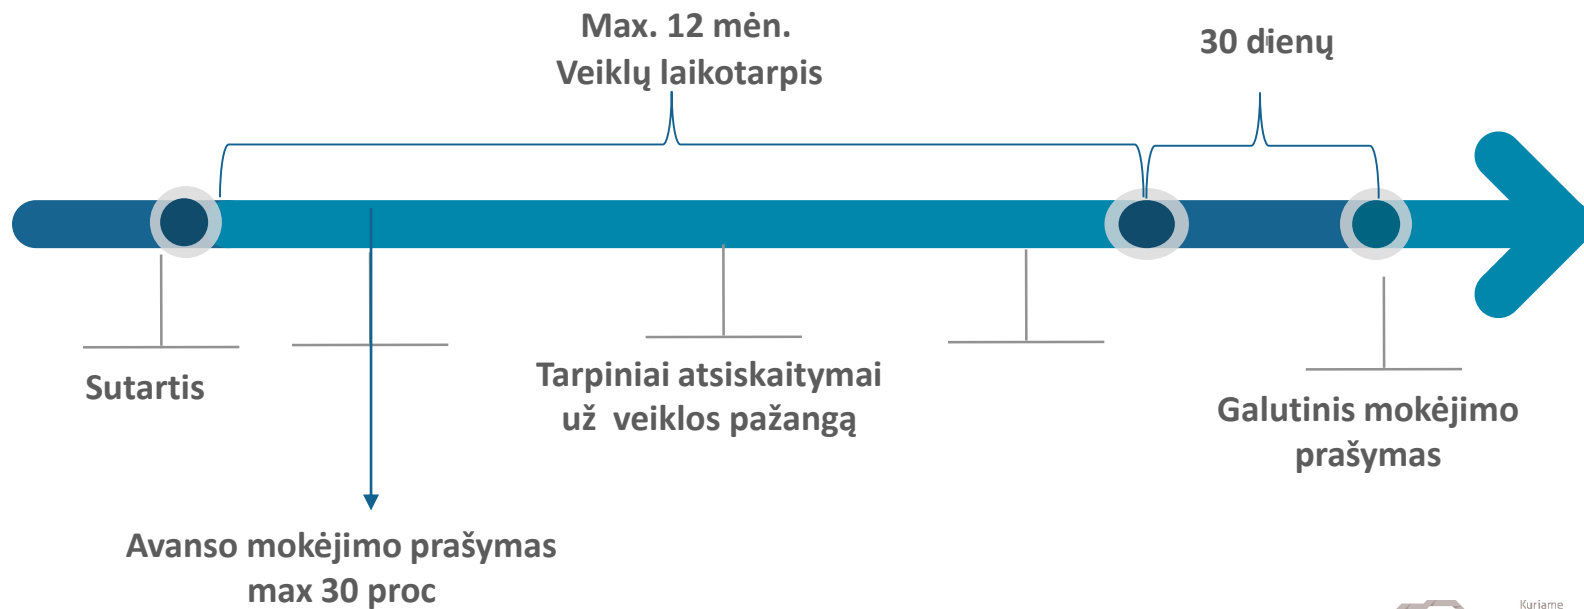 Max. 12 mėn.
Veiklų laikotarpis
30 dienų
Sutartis
Tarpiniai atsiskaitymai
už veiklos pažangą
Galutinis mokėjimo
prašymas
Avanso mokėjimo prašymas
max 30 proc
Kuriame